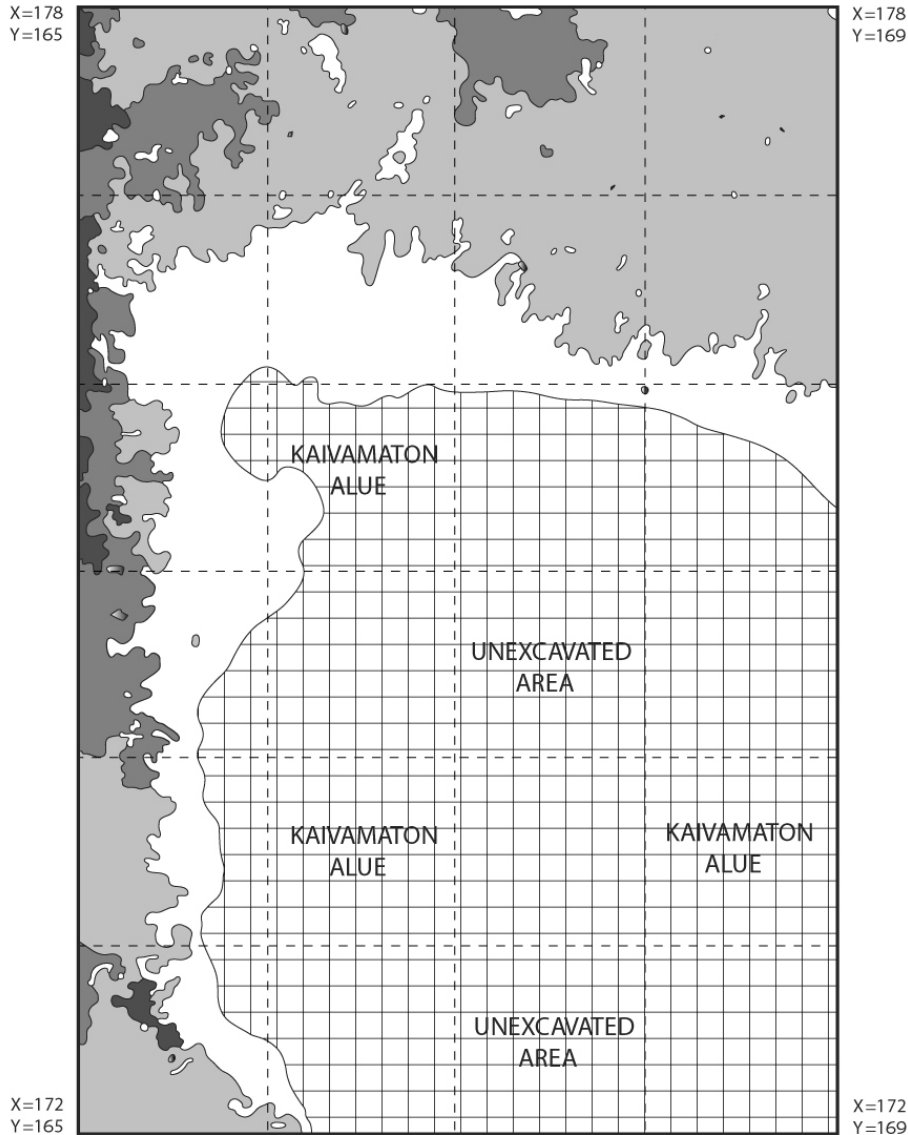 X=178
Y=165
X=178
Y=169
KAIVAMATON
ALUE
UNEXCAVATED
AREA
KAIVAMATON
ALUE
KAIVAMATON
ALUE
UNEXCAVATED
AREA
X=172
Y=165
X=172
Y=169